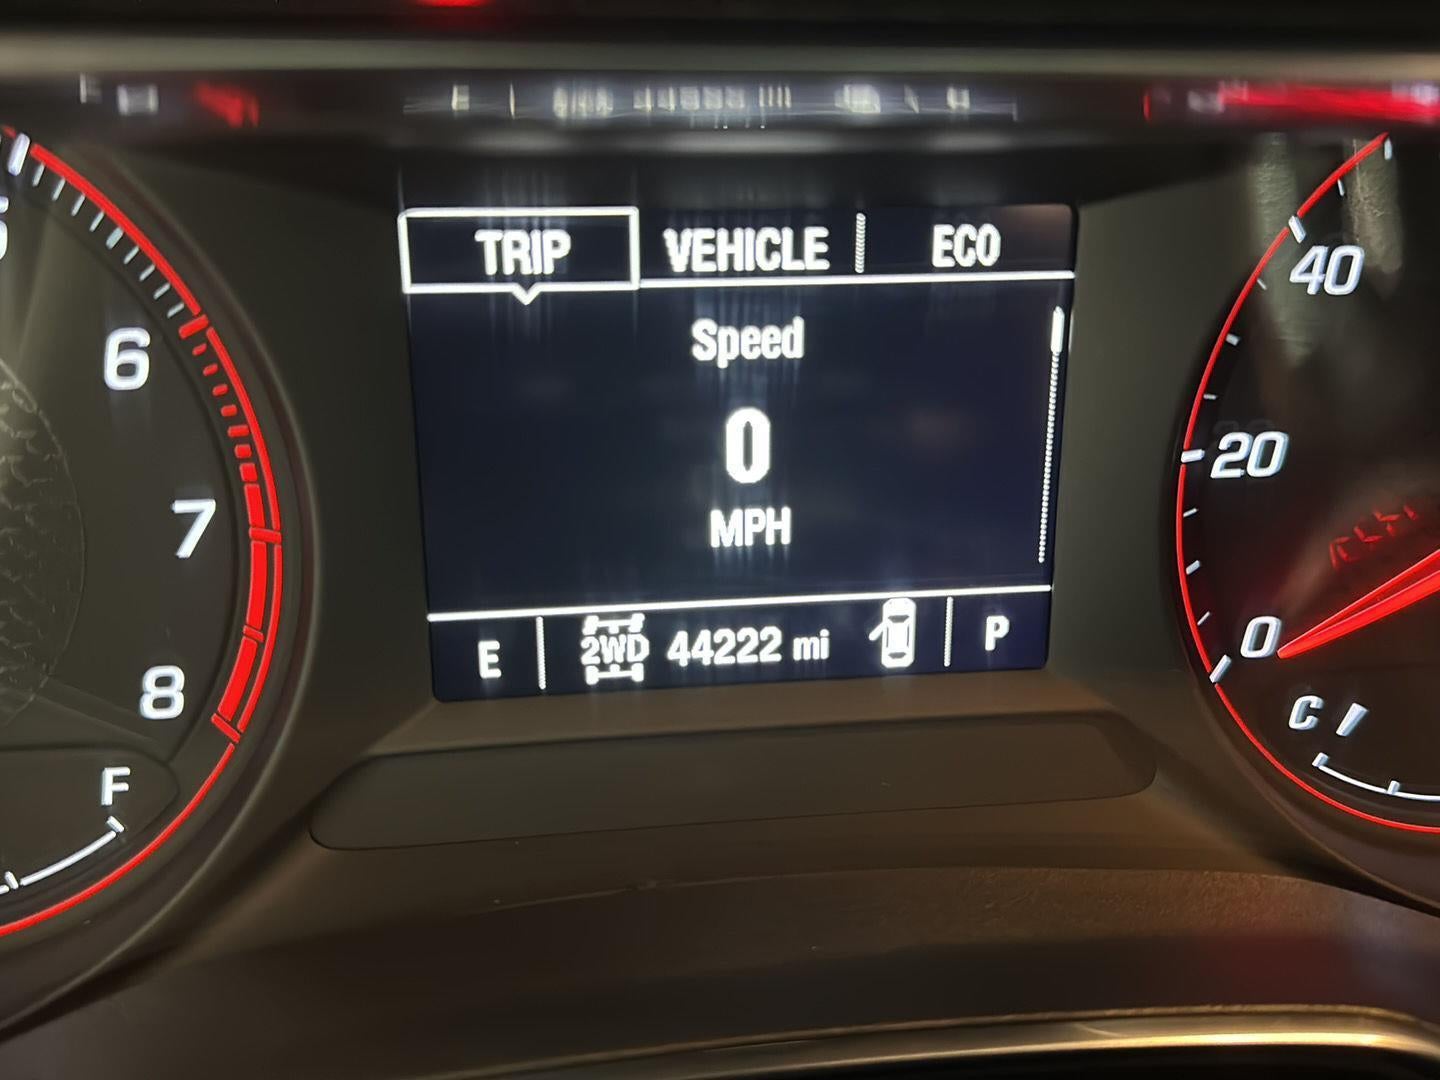 TRIP VEHICLE ECO
Speed
40
6
0
20
MPH
7
0
E 2WD 44222 mi P
8
C
F